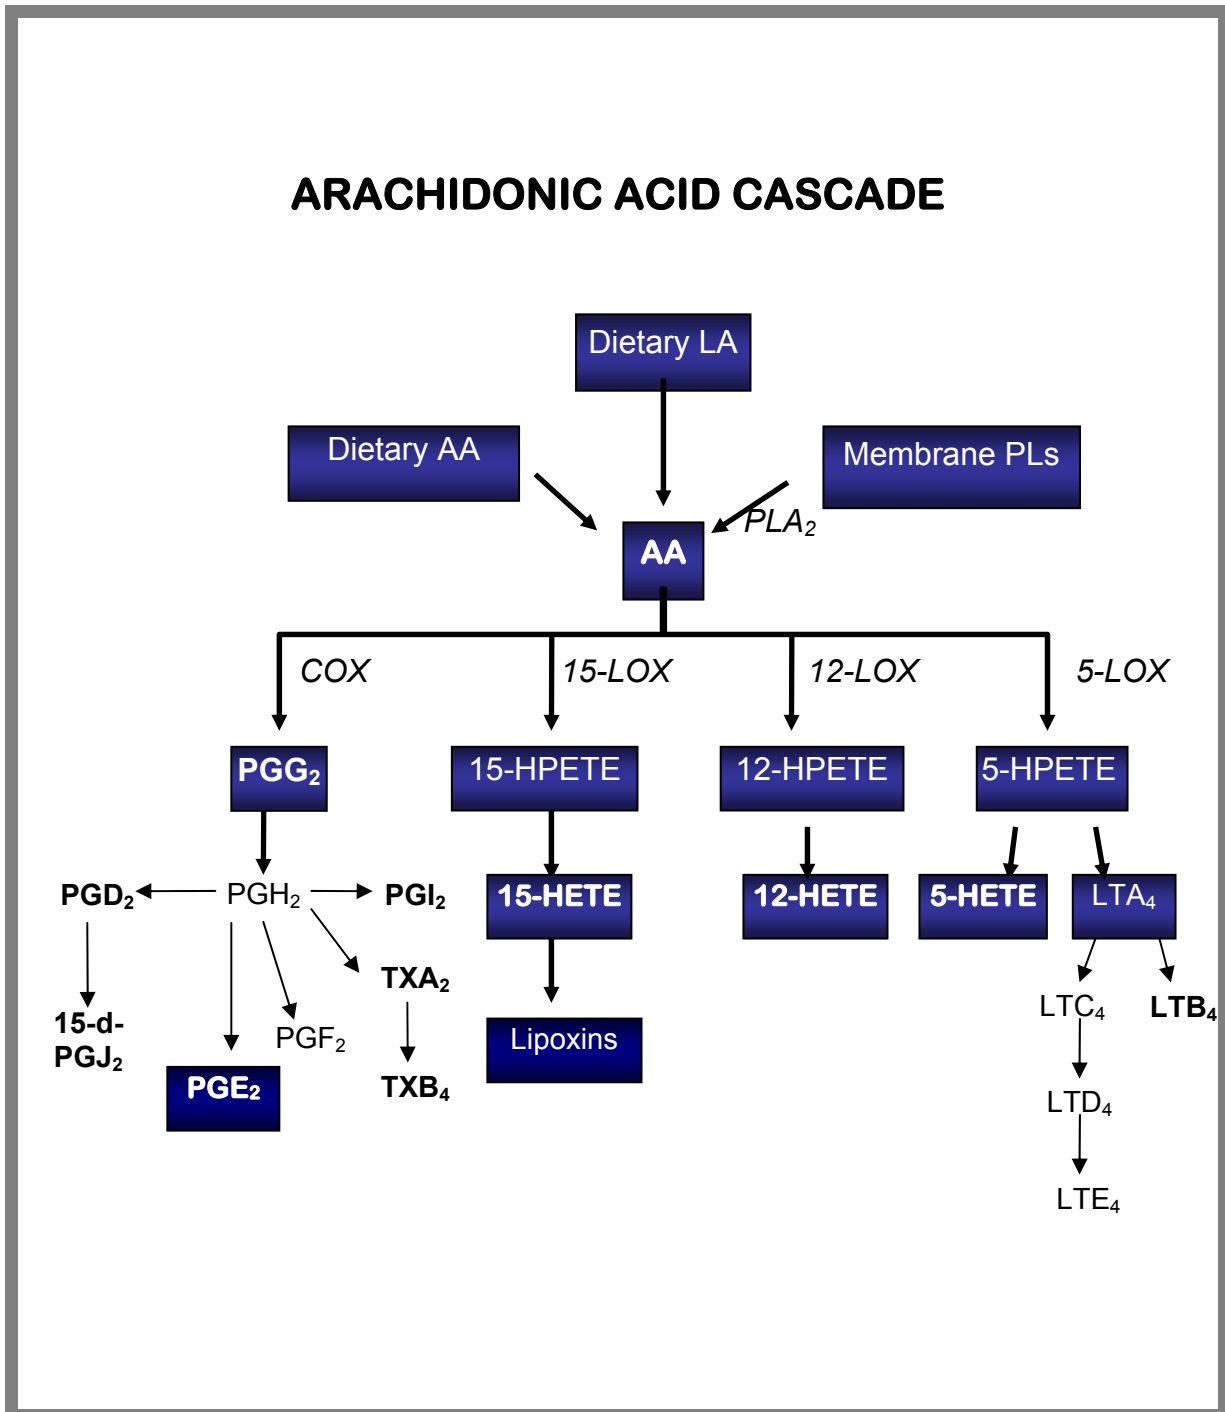 ARACHIDONIC ACID CASCADE
Dietary LA
Dietary AA
Membrane PLs
PLA₂
AA
COX
15-LOX
12-LOX
5-LOX
PGG₂
15-HPETE
12-HPETE
5-HPETE
PGD₂
PGH₂
PGI₂
15-HETE
12-HETE
5-HETE
LTA₄
TXA₂
15-d-
PGJ₂
PGF₂
Lipoxins
LTC₄
LTB₄
PGE₂
TXB₄
LTD₄
LTE₄